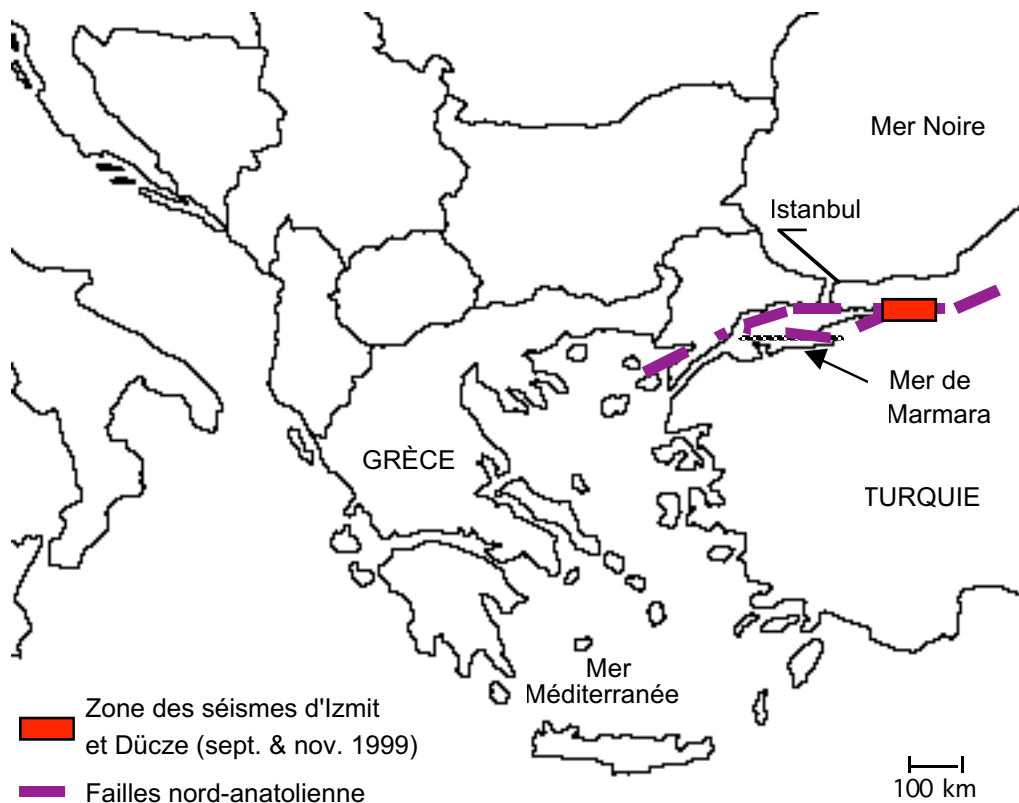 Mer Noire
Istanbul
Mer de
Marmara
GRÈCE
TURQUIE
Mer
Méditerranée
Zone des séismes d'Izmit
et Dücze (sept. & nov. 1999)
Failles nord-anatolienne
100 km